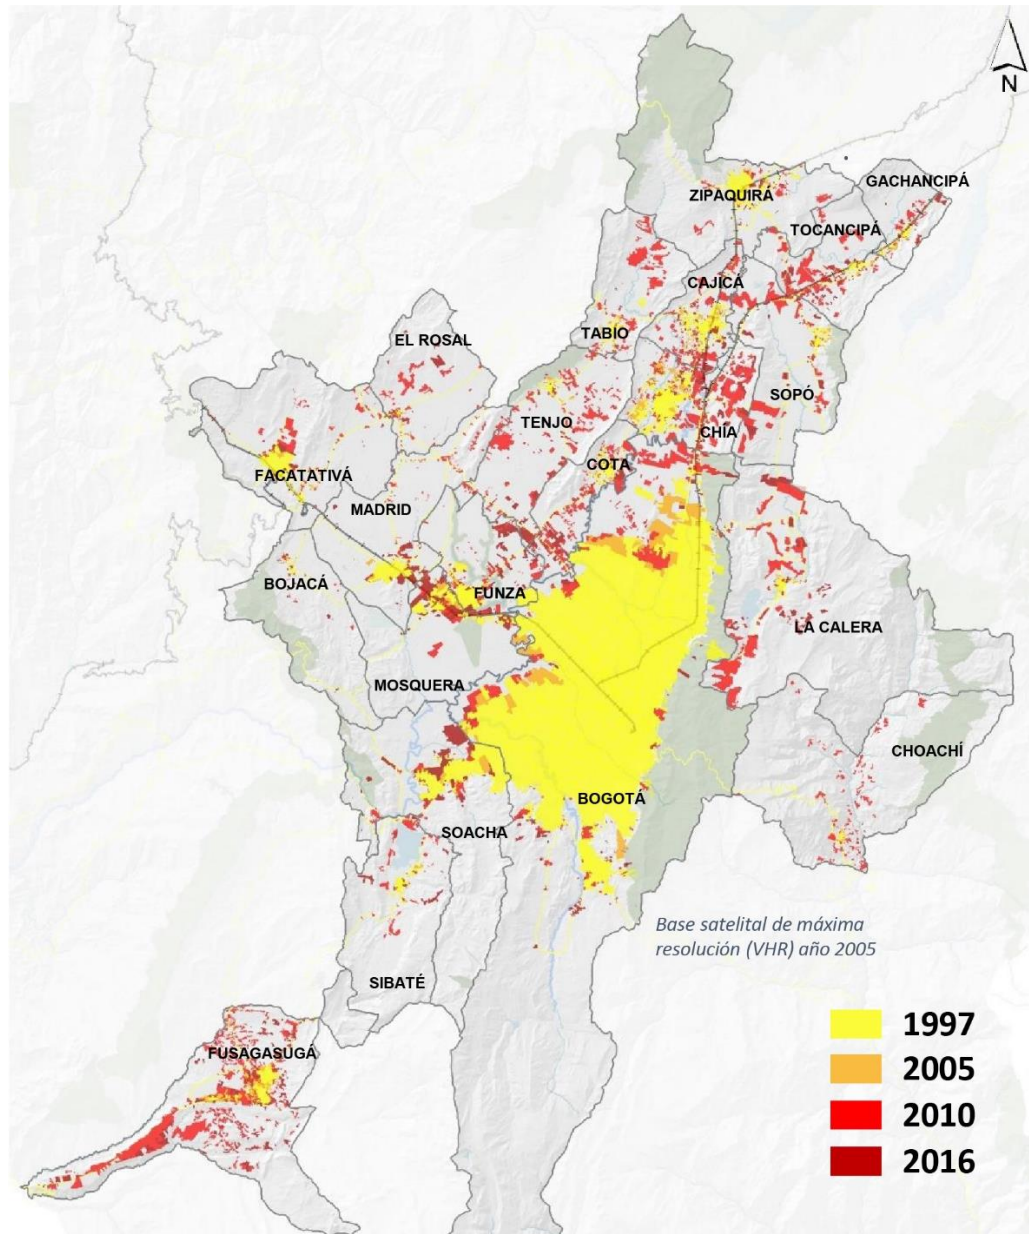 N
GACHANCIPÁ
ZIPAQUIRÁ
TOCANCIPÁ
CAJICÁ
TABIO
EL ROSAL
SOPÓ
TENJO
CHÍA
COTA
FACATATIVÁ
MADRID
BOJACÁ
FUNZA
LA CALERA
MOSQUERA
CHOACHÍ
BOGOTÁ
SOACHA
Base satelital de máxima
resolución (VHR) año 2005
SIBATÉ
FUSAGASUGÁ
1997
2005
2010
2016